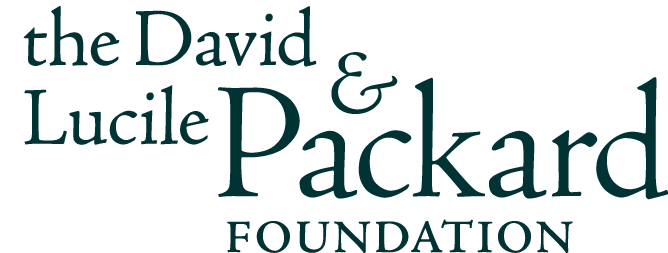 the David &
Lucile Packard
FOUNDATION